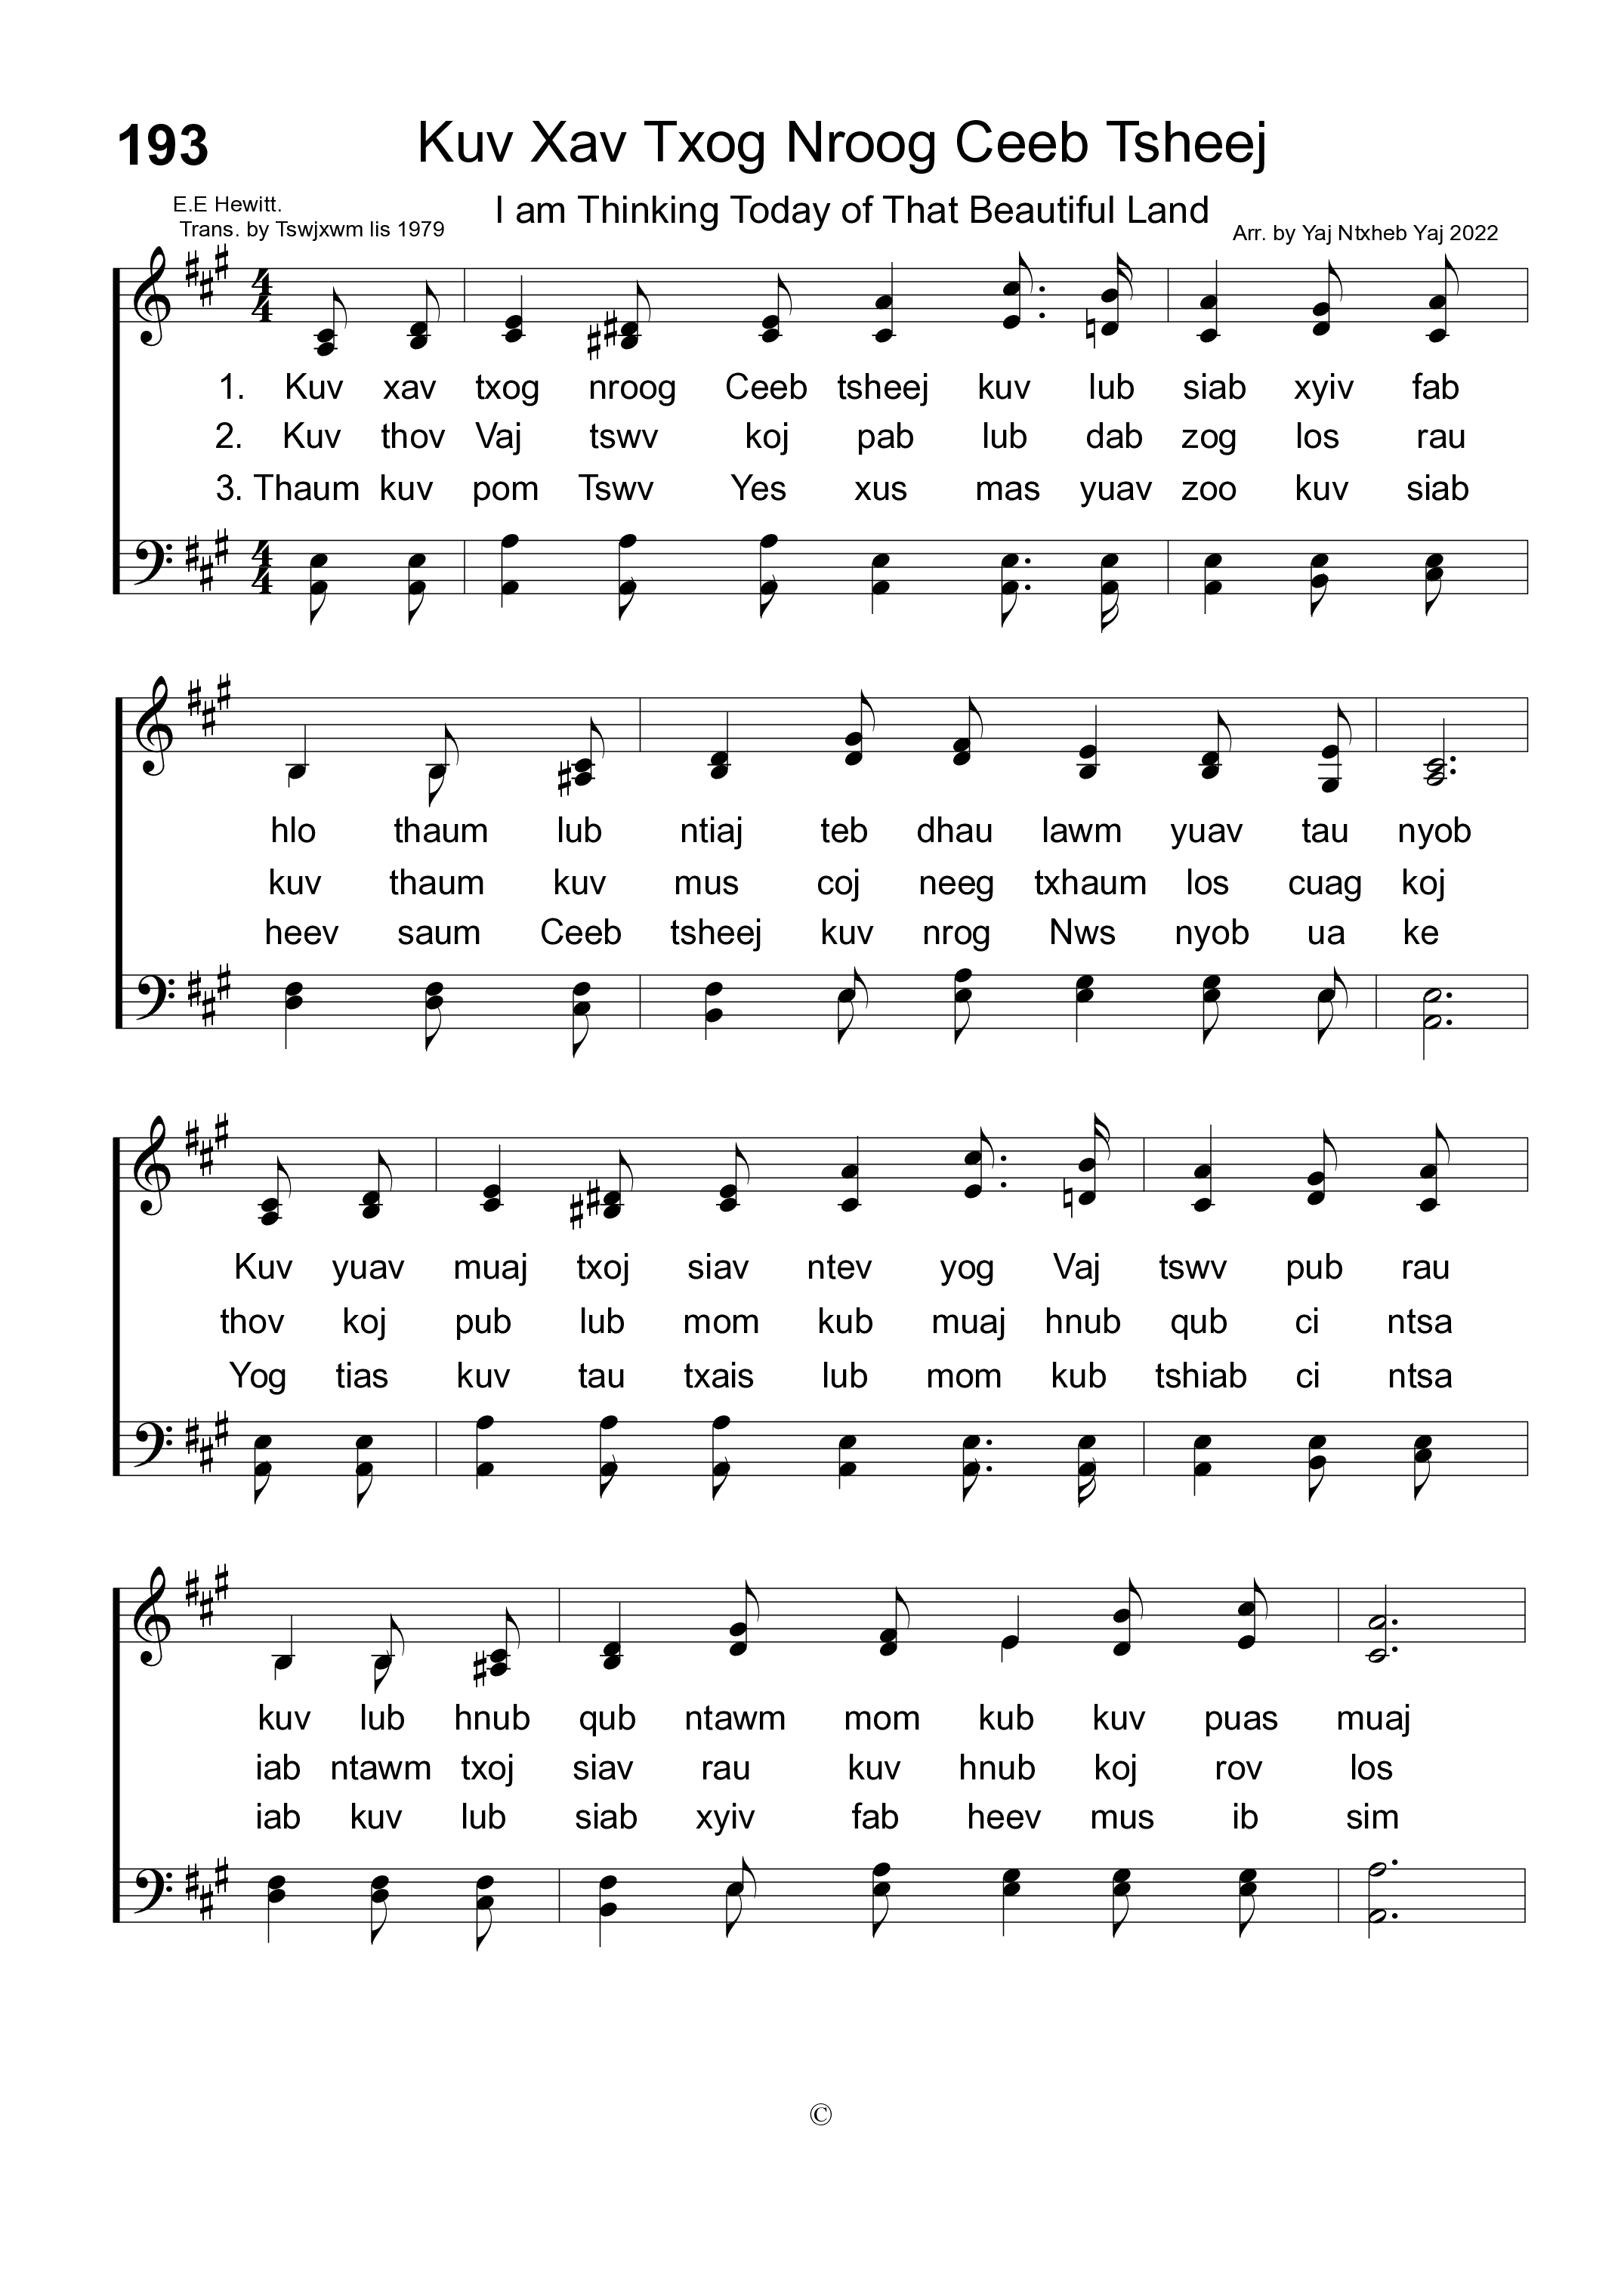 193
Kuv Xav Txog Nroog Ceeb Tsheej
E.E Hewitt.
I am Thinking Today of That Beautiful Land
Trans. by Tswjxwm lis 1979
Arr. by Yaj Ntxheb Yaj 2022
1. Kuv xav txog nroog Ceeb tsheej kuv lub siab xyiv fab
2. Kuv thov Vaj tswv koj pab lub dab zog los rau
3. Thaum kuv pom Tswv Yes xus mas yuav zoo kuv siab
hlo thaum lub ntiaj teb dhau lawm yuav tau nyob
kuv thaum kuv mus coj neeg txhaum los cuag koj
heev saum Ceeb tsheej kuv nrog Nws nyob ua ke
Kuv yuav muaj txoj siav ntev yog Vaj tswv pub rau
thov koj pub lub mom kub muaj hnub qub ci ntsa
Yog tias kuv tau txais lub mom kub tshiab ci ntsa
kuv lub hnub qub ntawm mom kub kuv puas muaj
iab ntawm txoj siav rau kuv hnub koj rov los
iab kuv lub siab xyiv fab heev mus ib sim
©